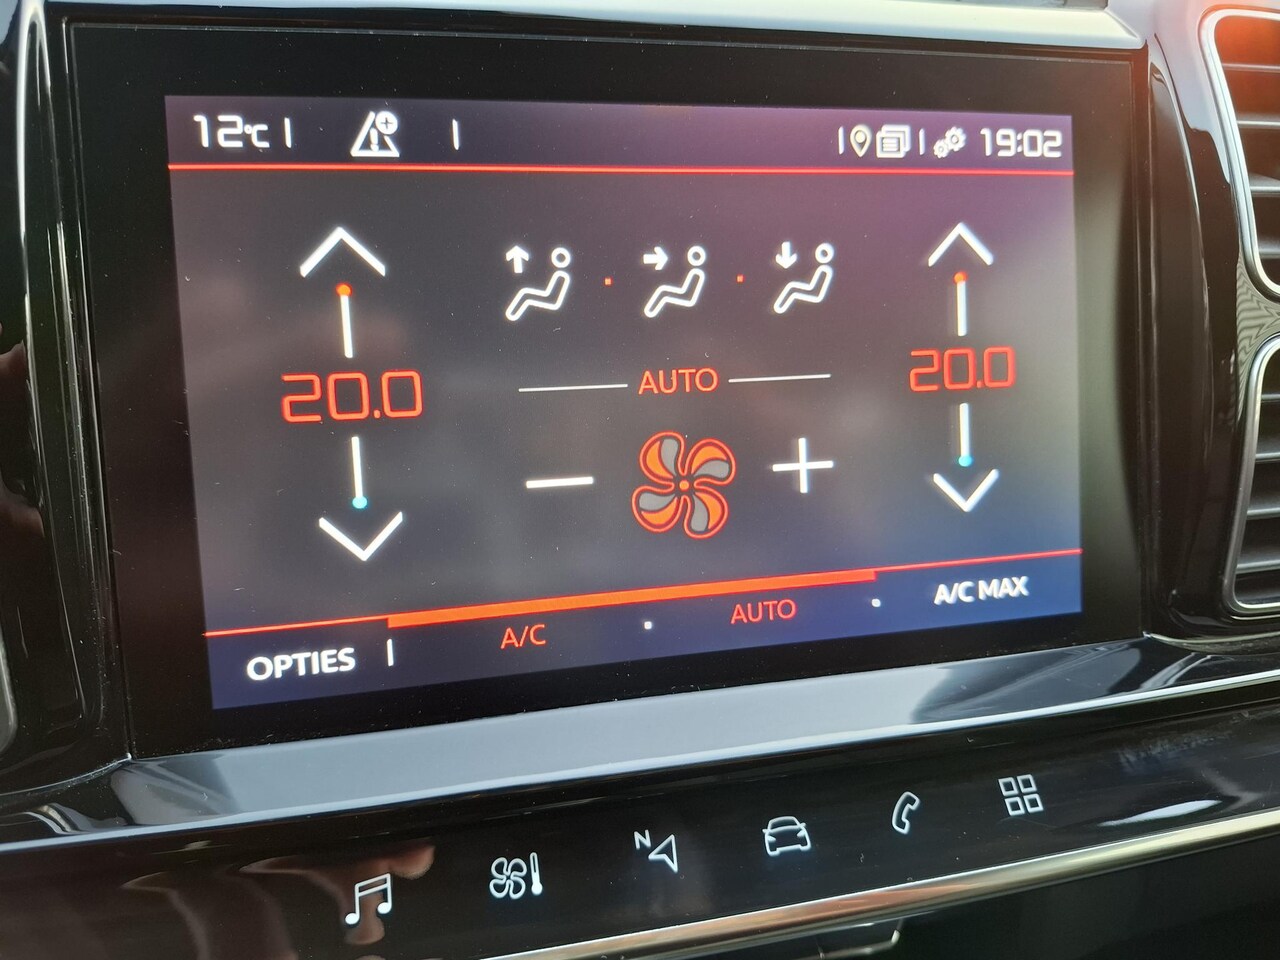 12°C
19:02
20.0
20.0
AUTO
OPTIES
A/C
AUTO
A/C MAX
N